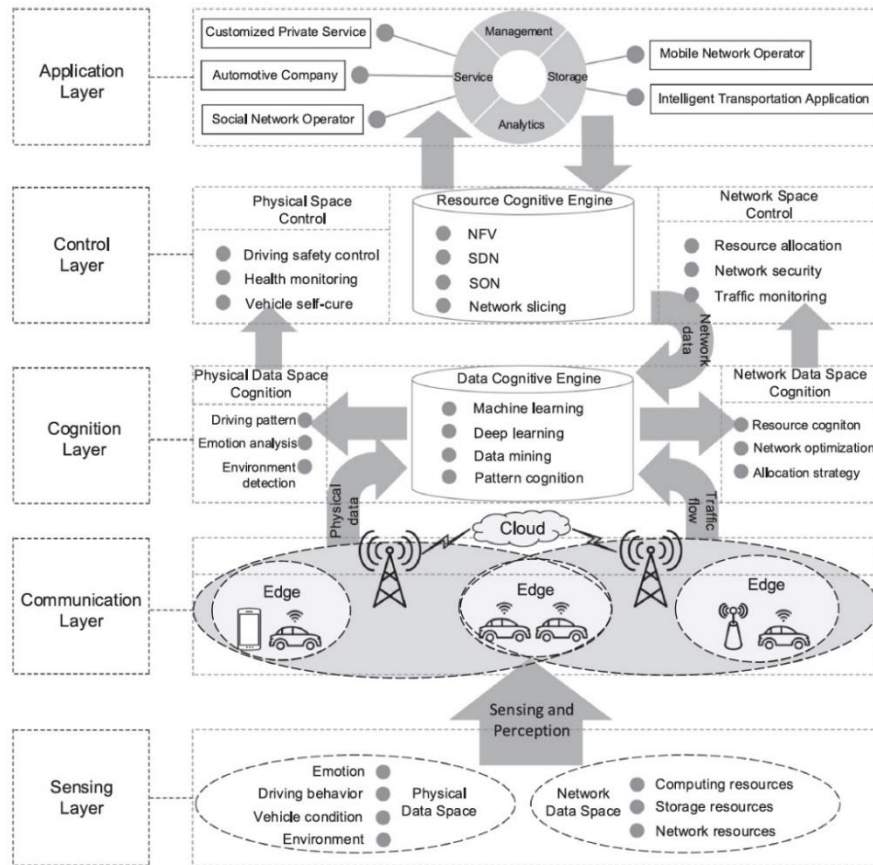 Application
Layer
Customized Private Service
Automotive Company
Social Network Operator
Management
Service
Storage
Analytics
Mobile Network Operator
Intelligent Transportation Application
Control
Layer
Physical Space
Control
Driving safety control
Health monitoring
Vehicle self-cure
Resource Cognitive Engine
NFV
SDN
SON
Network slicing
Network Space
Control
Resource allocation
Network security
Traffic monitoring
Network
data
Cognition
Layer
Physical Data Space
Cognition
Driving pattern
Emotion analysis
Environment
detection
Data Cognitive Engine
Machine learning
Deep learning
Data mining
Pattern cognition
Network Data Space
Cognition
Resource cogniton
Network optimization
Allocation strategy
Physical
data
Traffic
flow
Communication
Layer
Cloud
Edge
Edge
Edge
Sensing and
Perception
Sensing
Layer
Emotion
Driving behavior
Vehicle condition
Environment
Physical
Data Space
Network
Data Space
Computing resources
Storage resources
Network resources